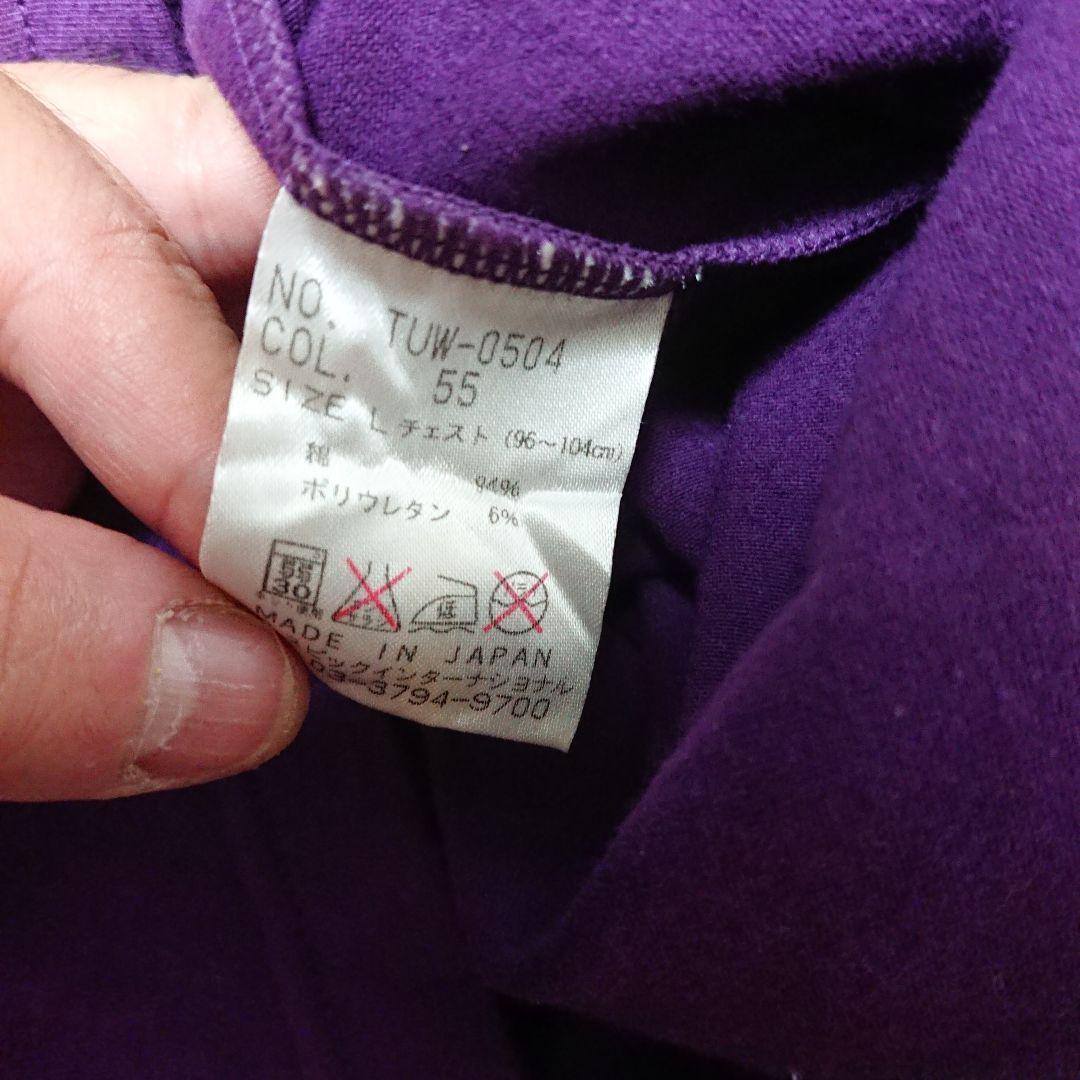 NO. TUW-0504
COL. 55
SIZE L チェスト (96〜104cm)
綿 94%
ポリウレタン 6%
30 低
MADE IN JAPAN
ピックインターナショナル
03-3794-9700